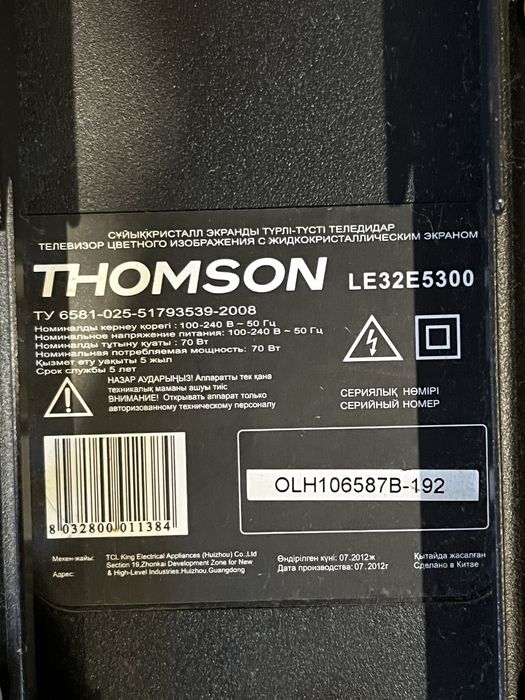 СҰЙЫҚКРИСТАЛЛ ЭКРАНДЫ ТҮРЛІ-ТҮСТІ ТЕЛЕДИДАР
ТЕЛЕВИЗОР ЦВЕТНОГО ИЗОБРАЖЕНИЯ С ЖИДКОКРИСТАЛЛИЧЕСКИМ ЭКРАНОМ
THOMSON LE32E5300
ТУ 6581-025-51793539-2008
Номиналды кернеу көрегі : 100-240 В ~ 50 Гц
Номинальное напряжение питания: 100-240 В ~ 50 Гц
Номиналды тұтыну қуаты : 70 Вт
Номинальная потребляемая мощность: 70 Вт
Қызмет ету уақыты 5 жыл
Срок службы 5 лет
НАЗАР АУДАРЫҢЫЗ! Аппаратты тек қана
техникалық маманы ашуы тиіс
ВНИМАНИЕ! Открывать аппарат только
авторизованному техническому персоналу
СЕРИЯЛЫҚ НӨМІРІ
СЕРИЙНЫЙ НОМЕР
OLH106587B-192
8 032800 011384
Мекен-жайы:
Адрес:
TCL King Electrical Appliances (Huizhou) Co.,Ltd
Section 19,Zhonkai Development Zone for New
& High-Level Industries.Huizhou,Guangdong
Өндірілген күні: 07.2012ж
Дата производства: 07.2012г
Қытайда жасалған
Сделано в Китае